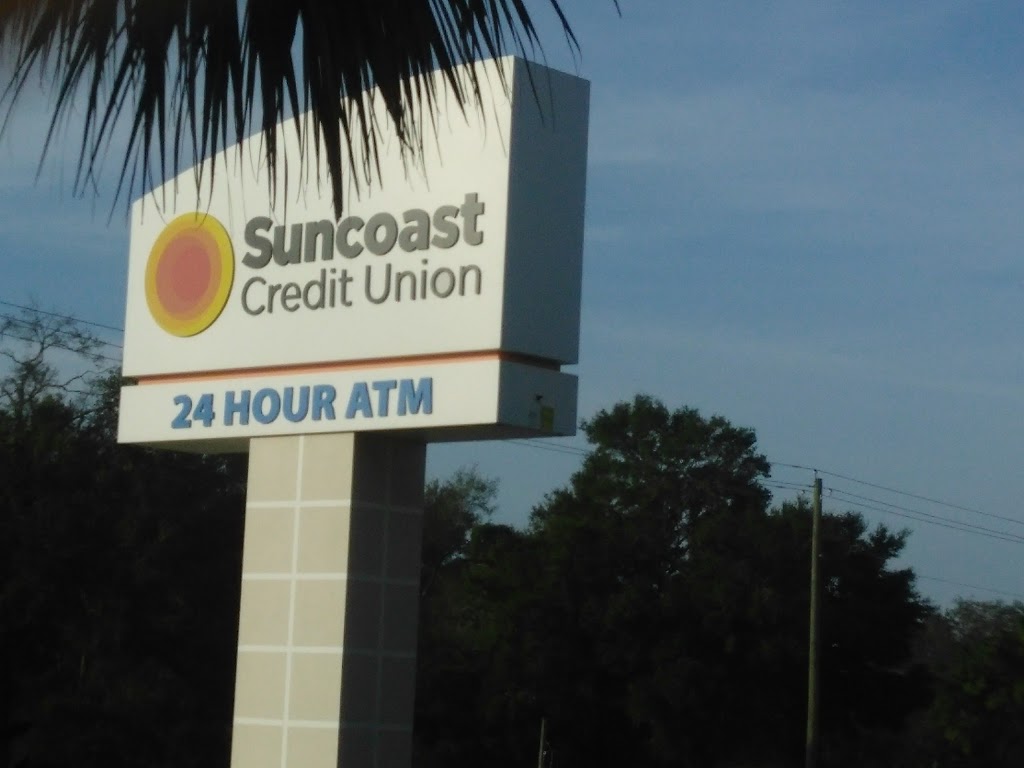 Suncoast
Credit Union
24 HOUR ATM